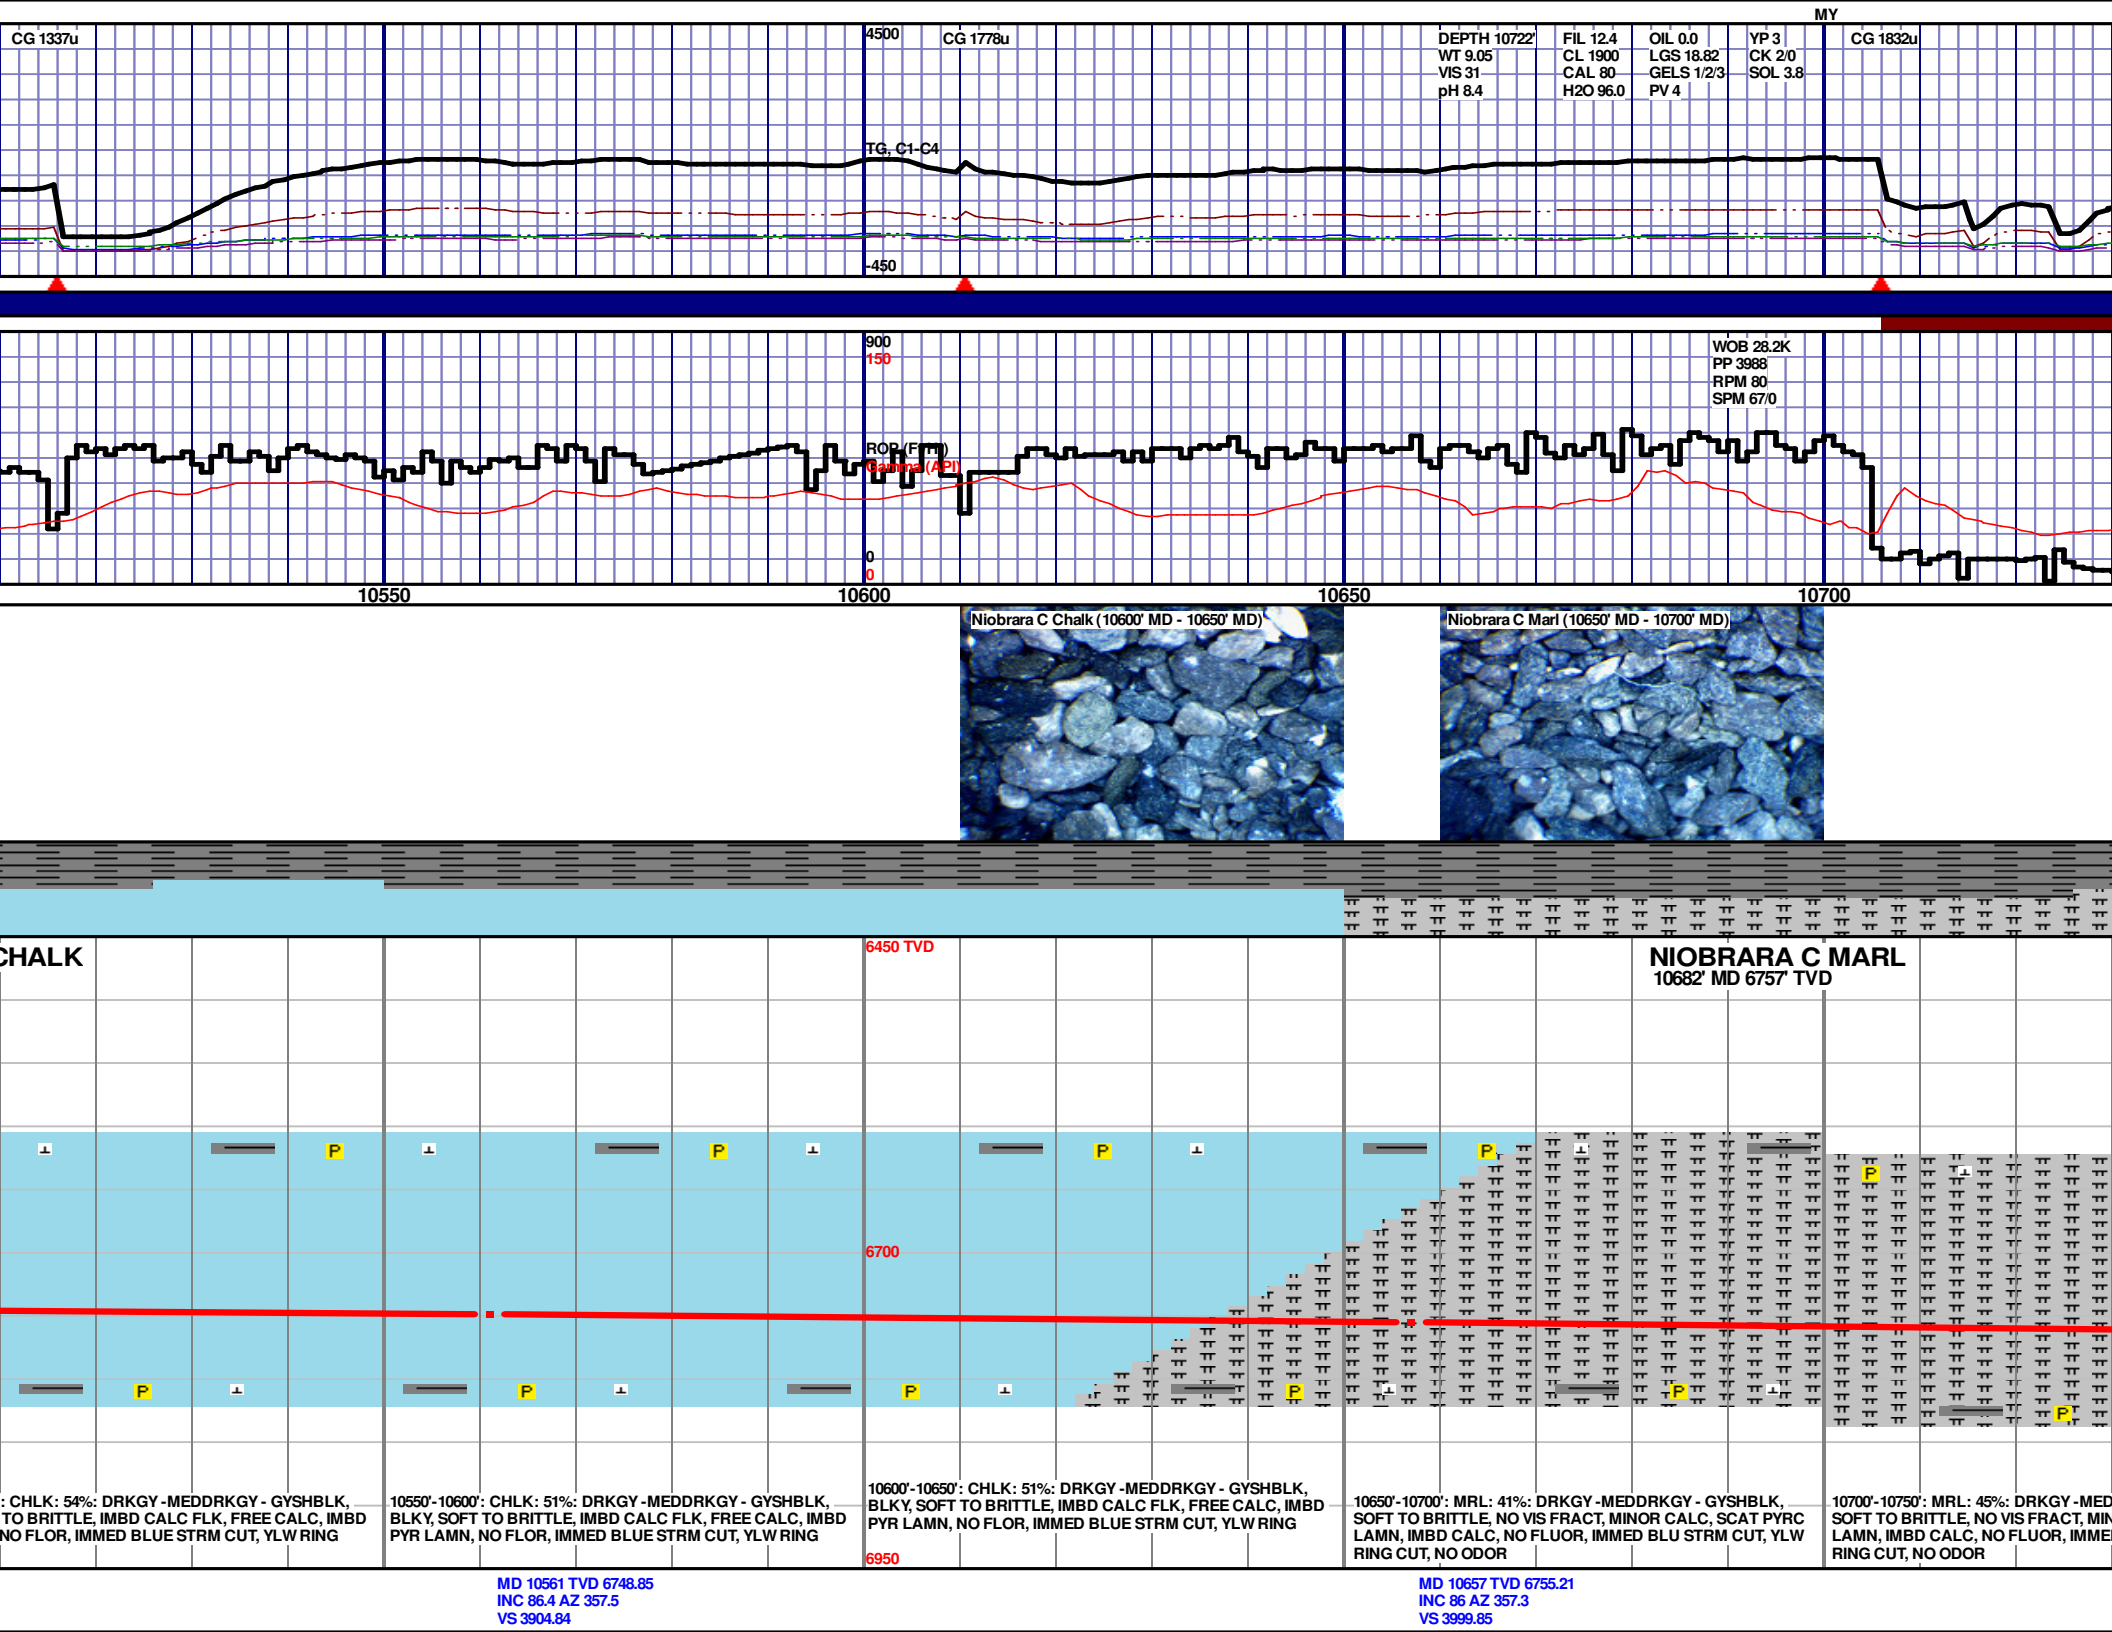 MY
CG 1337u
4500
CG 1778u
DEPTH 10722'
WT 9.05
VIS 31
pH 8.4
FIL 12.4
CL 1900
CAL 80
H2O 96.0
OIL 0.0
LGS 18.82
GELS 1/2/3
PV 4
YP 3
CK 2/0
SOL 3.8
CG 1832u
TG, C1-C4
-450
900
150
WOB 28.2K
PP 3988
RPM 80
SPM 67/0
ROP (FT/H)
Gamma (API)
0
0
10550
10600
10650
10700
Niobrara C Chalk (10600' MD - 10650' MD)
Niobrara C Marl (10650' MD - 10700' MD)
CHALK
6450 TVD
NIOBRARA C MARL
10682' MD 6757' TVD
P
P
P
P
P
6700
P
P
P
P
P
P
: CHLK: 54%: DRKGY -MEDDRKGY - GYSHBLK,
TO BRITTLE, IMBD CALC FLK, FREE CALC, IMBD
NO FLOR, IMMED BLUE STRM CUT, YLW RING
10550'-10600': CHLK: 51%: DRKGY -MEDDRKGY - GYSHBLK,
BLKY, SOFT TO BRITTLE, IMBD CALC FLK, FREE CALC, IMBD
PYR LAMN, NO FLOR, IMMED BLUE STRM CUT, YLW RING
10600'-10650': CHLK: 51%: DRKGY -MEDDRKGY - GYSHBLK,
BLKY, SOFT TO BRITTLE, IMBD CALC FLK, FREE CALC, IMBD
PYR LAMN, NO FLOR, IMMED BLUE STRM CUT, YLW RING
10650'-10700': MRL: 41%: DRKGY -MEDDRKGY - GYSHBLK,
SOFT TO BRITTLE, NO VIS FRACT, MINOR CALC, SCAT PYRC
LAMN, IMBD CALC, NO FLUOR, IMMED BLU STRM CUT, YLW
RING CUT, NO ODOR
10700'-10750': MRL: 45%: DRKGY -MED
SOFT TO BRITTLE, NO VIS FRACT, MIN
LAMN, IMBD CALC, NO FLUOR, IMME
RING CUT, NO ODOR
6950
MD 10561 TVD 6748.85
INC 86.4 AZ 357.5
VS 3904.84
MD 10657 TVD 6755.21
INC 86 AZ 357.3
VS 3999.85